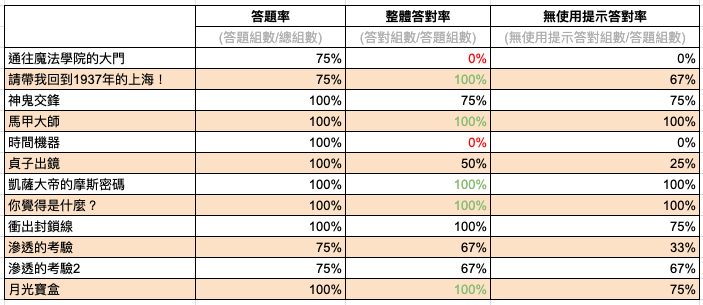 答題率 整體答對率 無使用提示答對率
(答題組數/總組數) (答對組數/答題組數) (無使用提示答對組數/答題組數)
通往魔法學院的大門 75% 0% 0%
請帶我回到1937年的上海！ 75% 100% 67%
神鬼交鋒 100% 75% 75%
馬甲大師 100% 100% 100%
時間機器 100% 0% 0%
貞子出鏡 100% 50% 25%
凱薩大帝的摩斯密碼 100% 100% 100%
你覺得是什麼？ 100% 100% 100%
衝出封鎖線 100% 100% 75%
滲透的考驗 75% 67% 33%
滲透的考驗2 75% 67% 67%
月光寶盒 100% 100% 75%